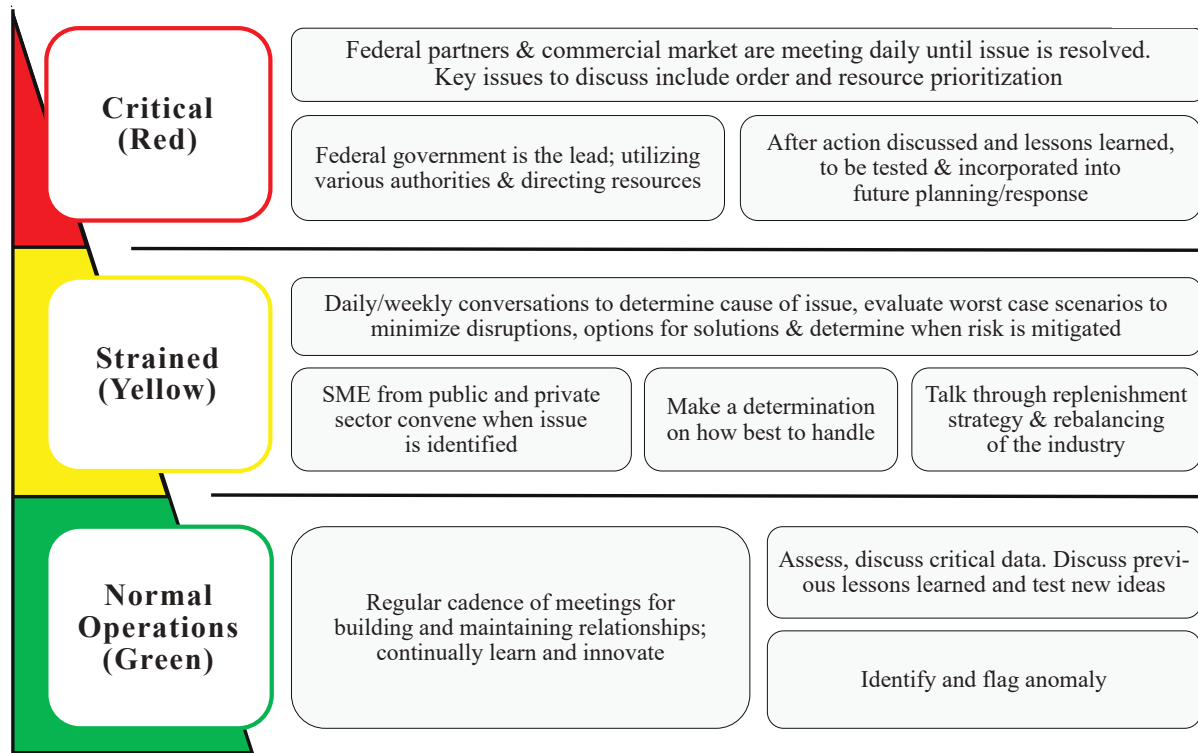 Critical
(Red)
Federal partners & commercial market are meeting daily until issue is resolved.
Key issues to discuss include order and resource prioritization
Federal government is the lead; utilizing
various authorities & directing resources
After action discussed and lessons learned,
to be tested & incorporated into
future planning/response
Strained
(Yellow)
Daily/weekly conversations to determine cause of issue, evaluate worst case scenarios to
minimize disruptions, options for solutions & determine when risk is mitigated
SME from public and private
sector convene when issue
is identified
Make a determination
on how best to handle
Talk through replenishment
strategy & rebalancing
of the industry
Normal
Operations
(Green)
Regular cadence of meetings for
building and maintaining relationships;
continually learn and innovate
Assess, discuss critical data. Discuss previ-
ous lessons learned and test new ideas
Identify and flag anomaly